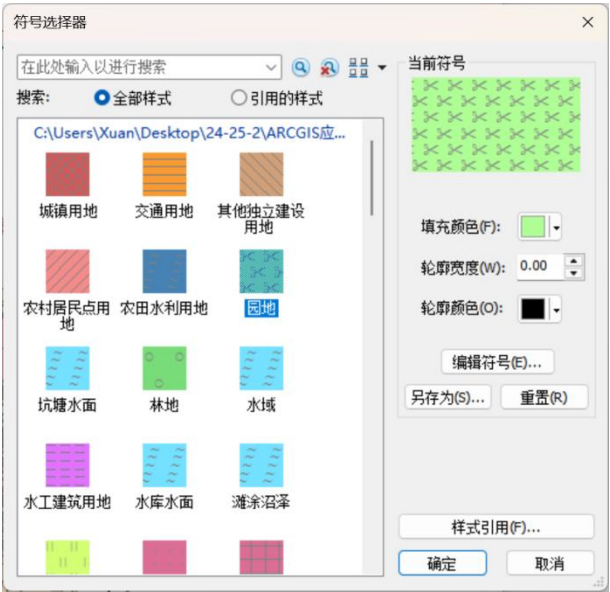 符号选择器
在此处输入以进行搜索
搜索:
全部样式
引用的样式
C:\Users\Xuan\Desktop\24-25-2\ARCGIS应...
城镇用地
交通用地
其他独立建设
用地
农村居民点用
地
农田水利用地
园地
坑塘水面
林地
水域
水工建筑用地
水库水面
滩涂沼泽
当前符号
填充颜色(F):
轮廓宽度(W):
0.00
轮廓颜色(O):
编辑符号(E)...
另存为(S)...
重置(R)
样式引用(F)...
确定
取消